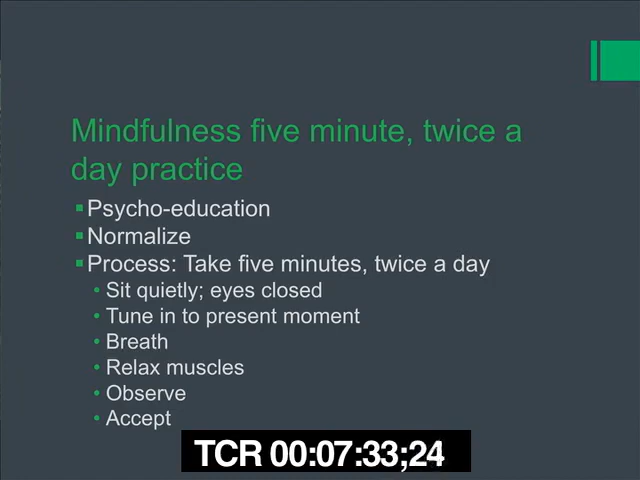 Mindfulness five minute, twice a
day practice
Psycho-education
Normalize
Process: Take five minutes, twice a day
Sit quietly; eyes closed
Tune in to present moment
Breath
Relax muscles
Observe
Accept
TCR 00:07:33;24